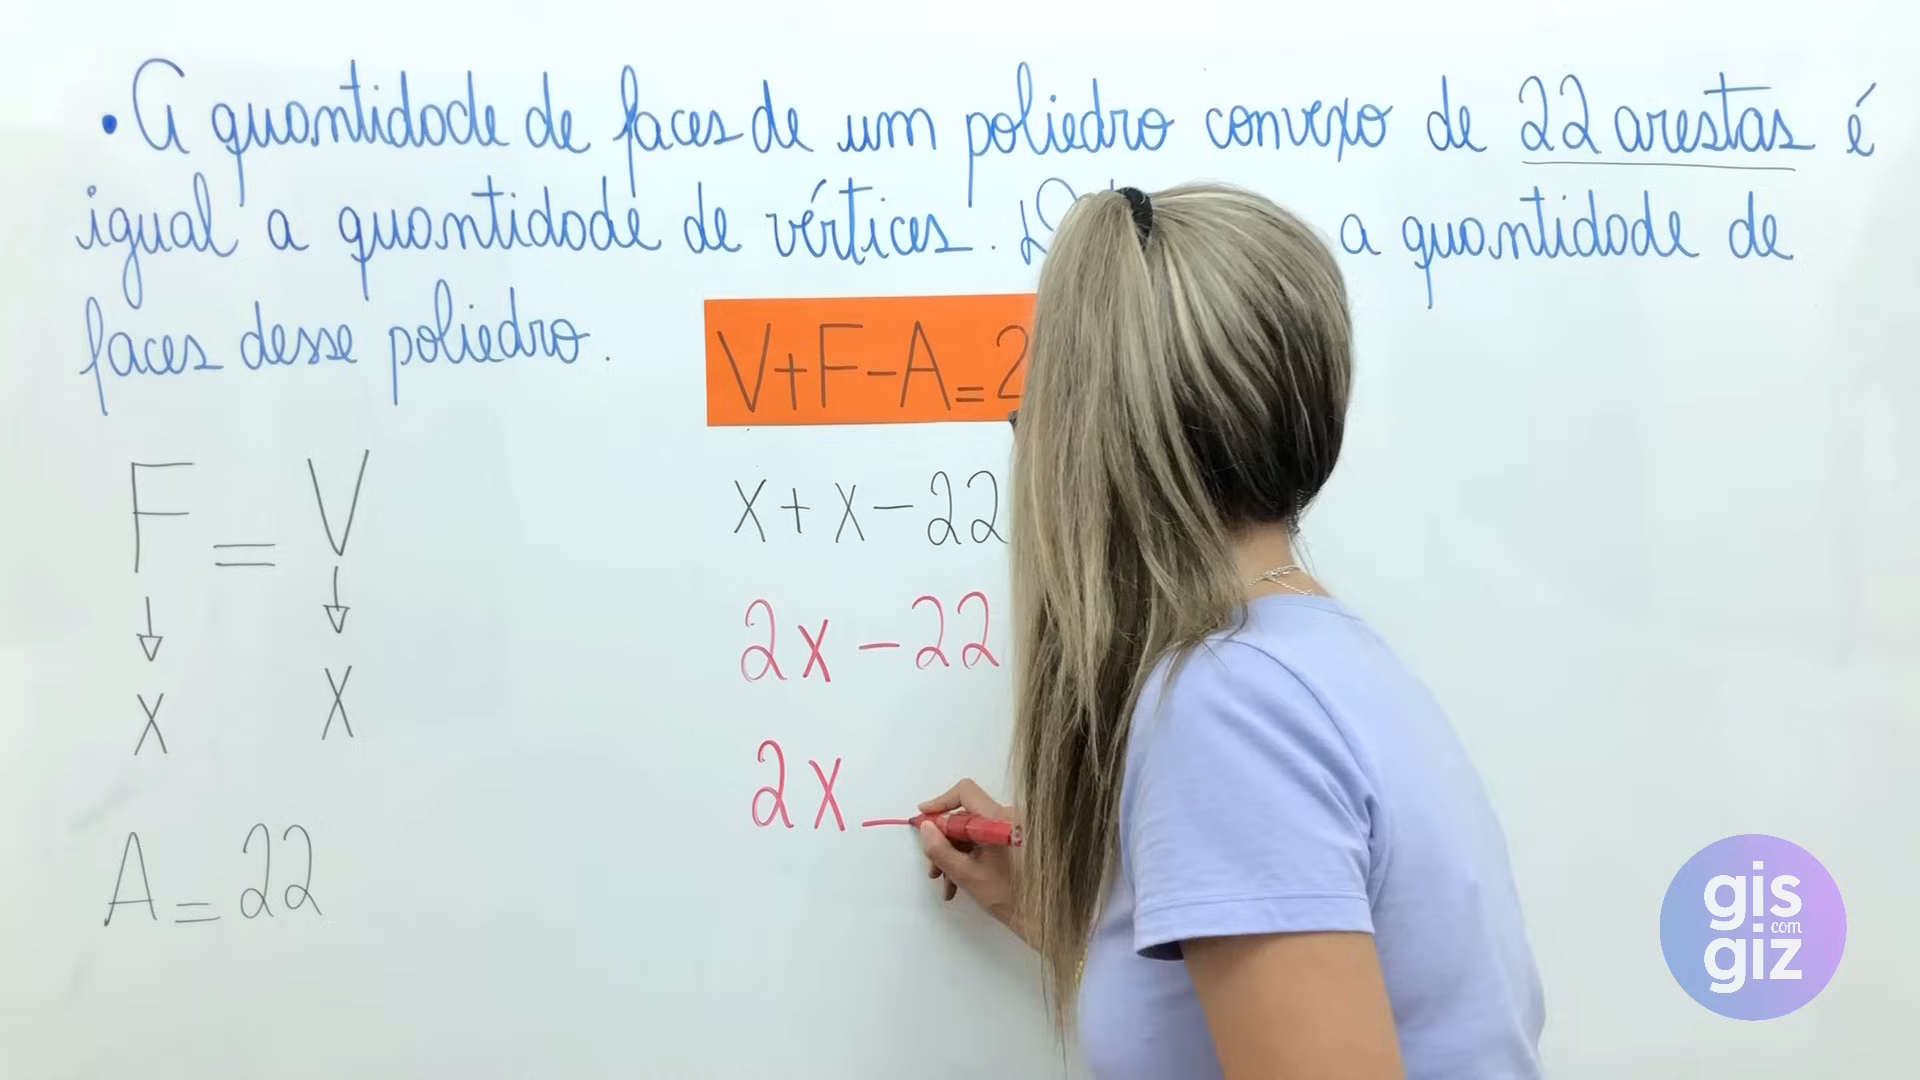 • A quantidade de faces de um poliedro convexo de 22 arestas é
igual a quantidade de vértices. a quantidade de
faces desse poliedro.
V+F-A=2
F = V
x + x - 22
2x - 22
x x
2x
A = 22
gis
com
giz